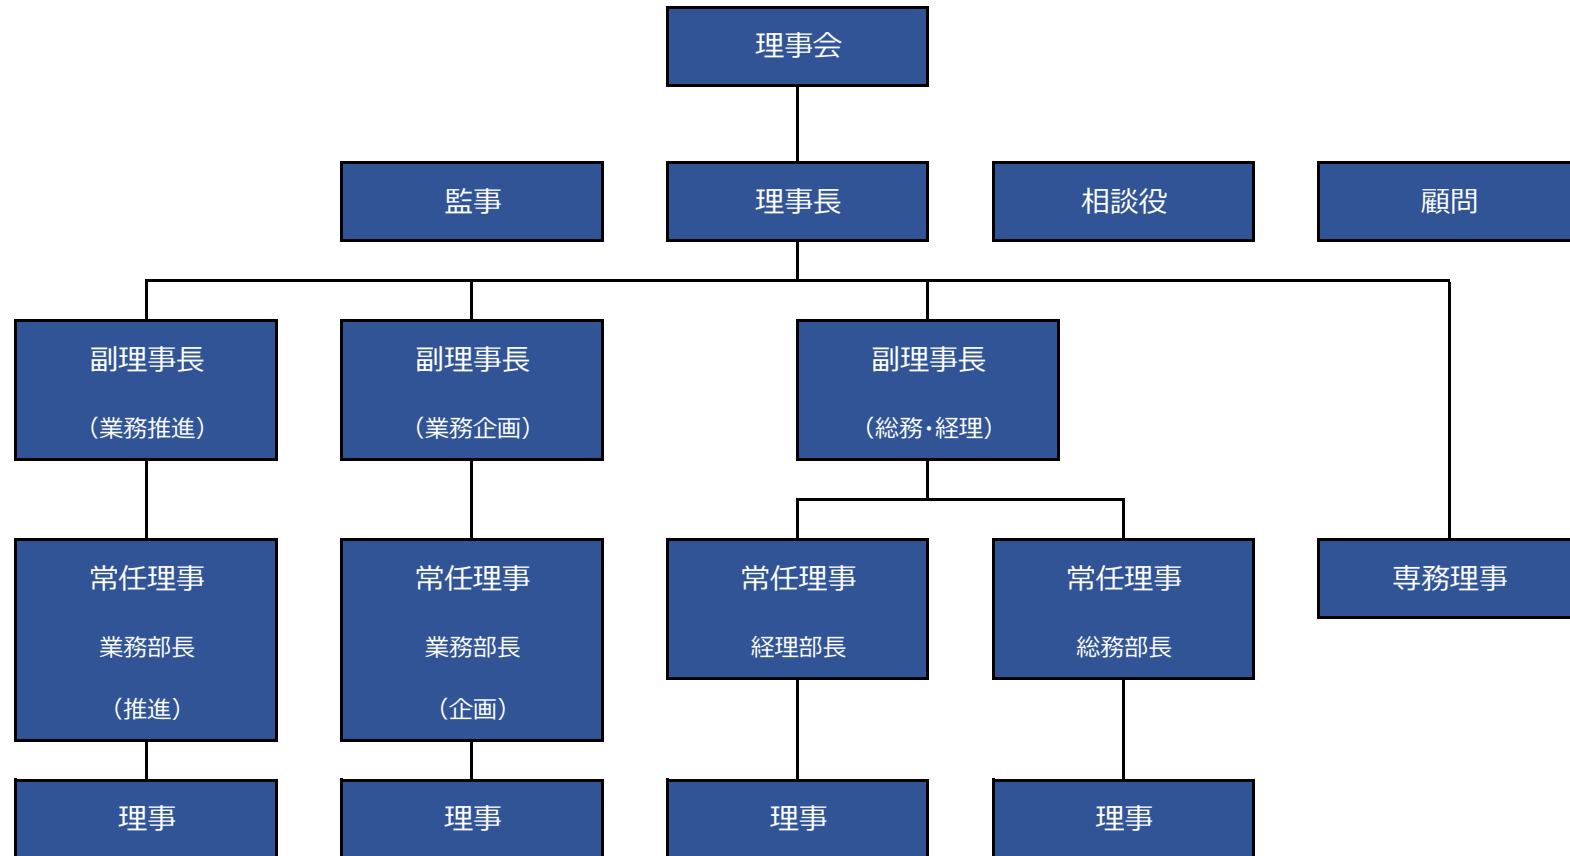 理事会
監事
理事長
相談役
顧問
副理事長
（業務推進）
副理事長
（業務企画）
副理事長
（総務・経理）
常任理事
業務部長
（推進）
常任理事
業務部長
（企画）
常任理事
経理部長
常任理事
総務部長
専務理事
理事
理事
理事
理事